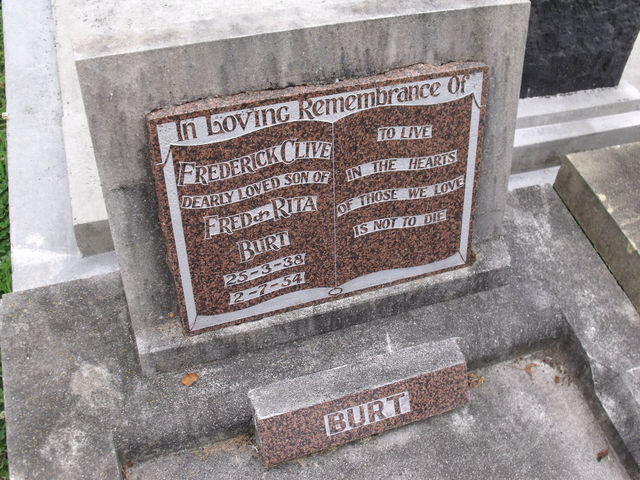 In Loving Remembrance Of
FREDERICK CLIVE
DEARLY LOVED SON OF
FRED & RITA
BURT
25-3-38
2-7-54
TO LIVE
IN THE HEARTS
OF THOSE WE LOVE
IS NOT TO DIE
BURT